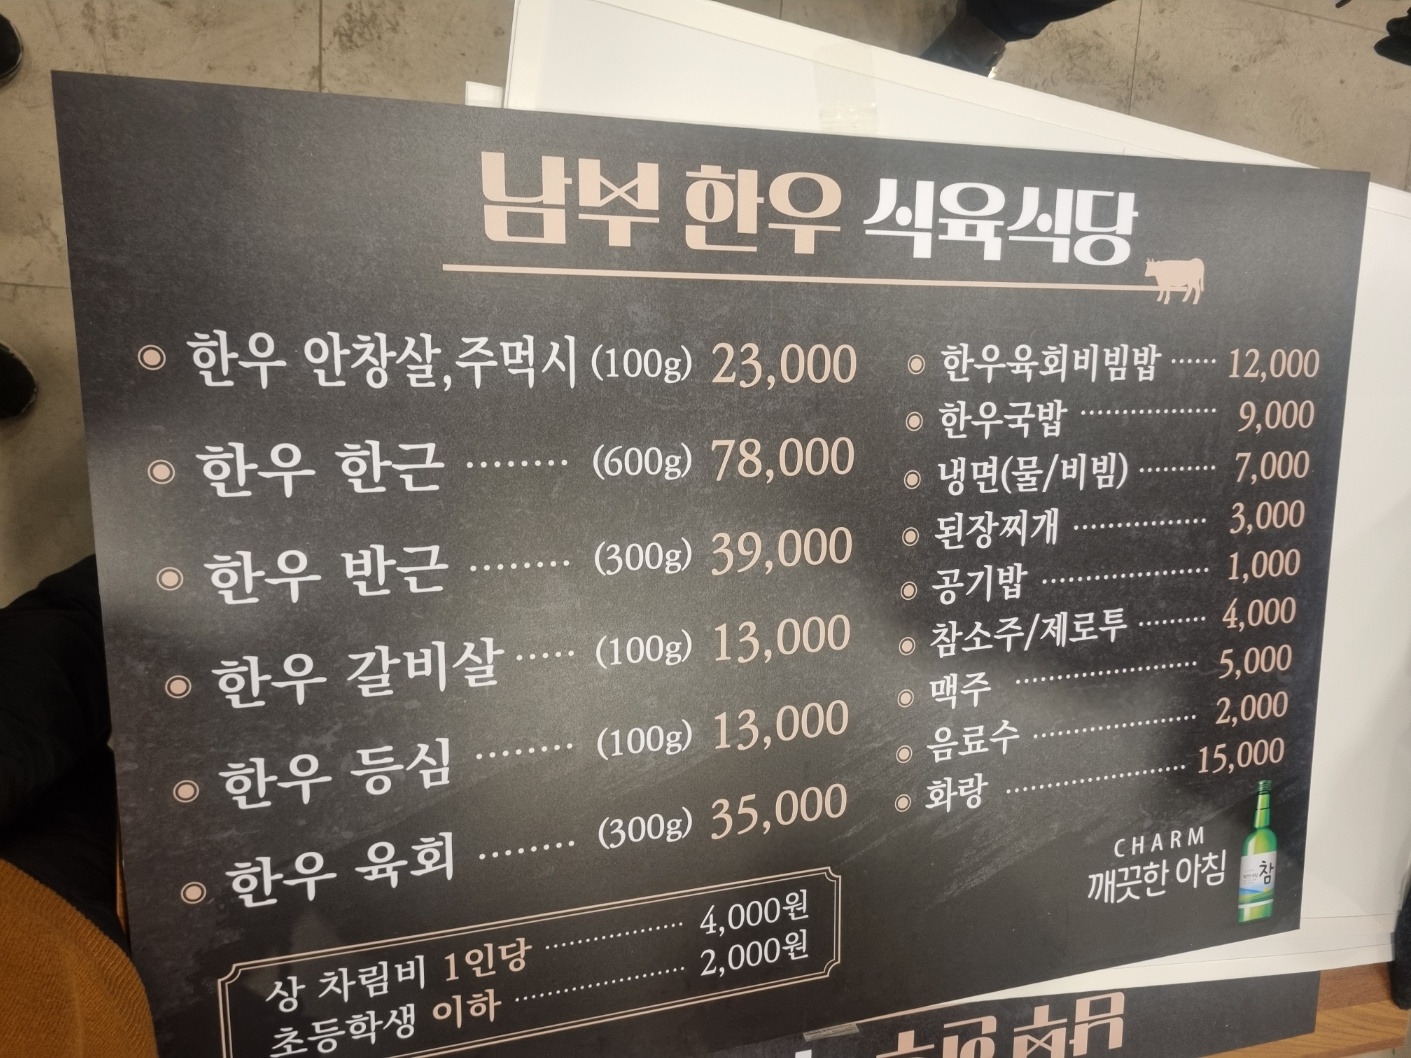 남부 한우 식육식당
한우 안창살,주먹시 (100g) 23,000
한우 한근 ········ (600g) 78,000
한우 반근 ········ (300g) 39,000
한우 갈비살 ····· (100g) 13,000
한우 등심 ········ (100g) 13,000
한우 육회 ········ (300g) 35,000
상 차림비 1인당 ················ 4,000원
초등학생 이하 ···················· 2,000원
한우육회비빔밥 ······ 12,000
한우국밥 ················· 9,000
냉면(물/비빔) ·········· 7,000
된장찌개 ················· 3,000
공기밥 ····················· 1,000
참소주/제로투 ········· 4,000
맥주 ························ 5,000
음료수 ····················· 2,000
화랑 ························ 15,000
CHARM
깨끗한 아침
참